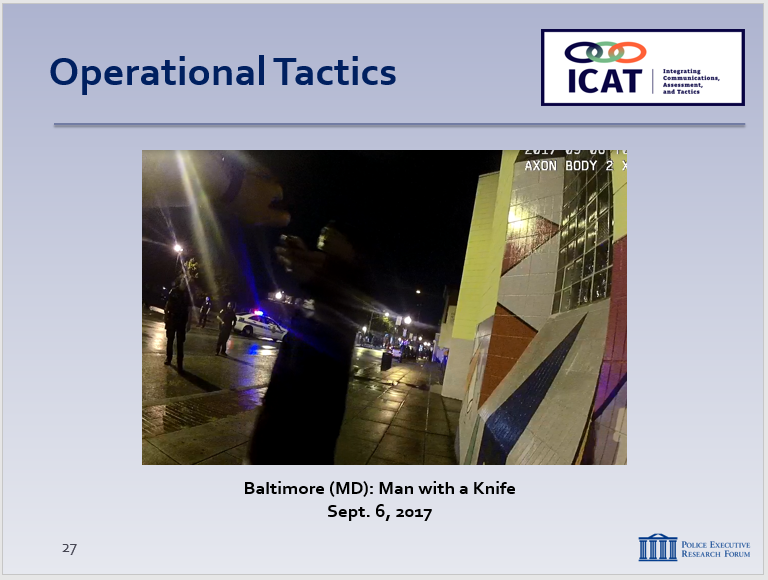 Operational Tactics
ICAT
Integrating
Communications,
Assessment,
and Tactics
AXON BODY 2 X
Baltimore (MD): Man with a Knife
Sept. 6, 2017
27
POLICE EXECUTIVE
RESEARCH FORUM